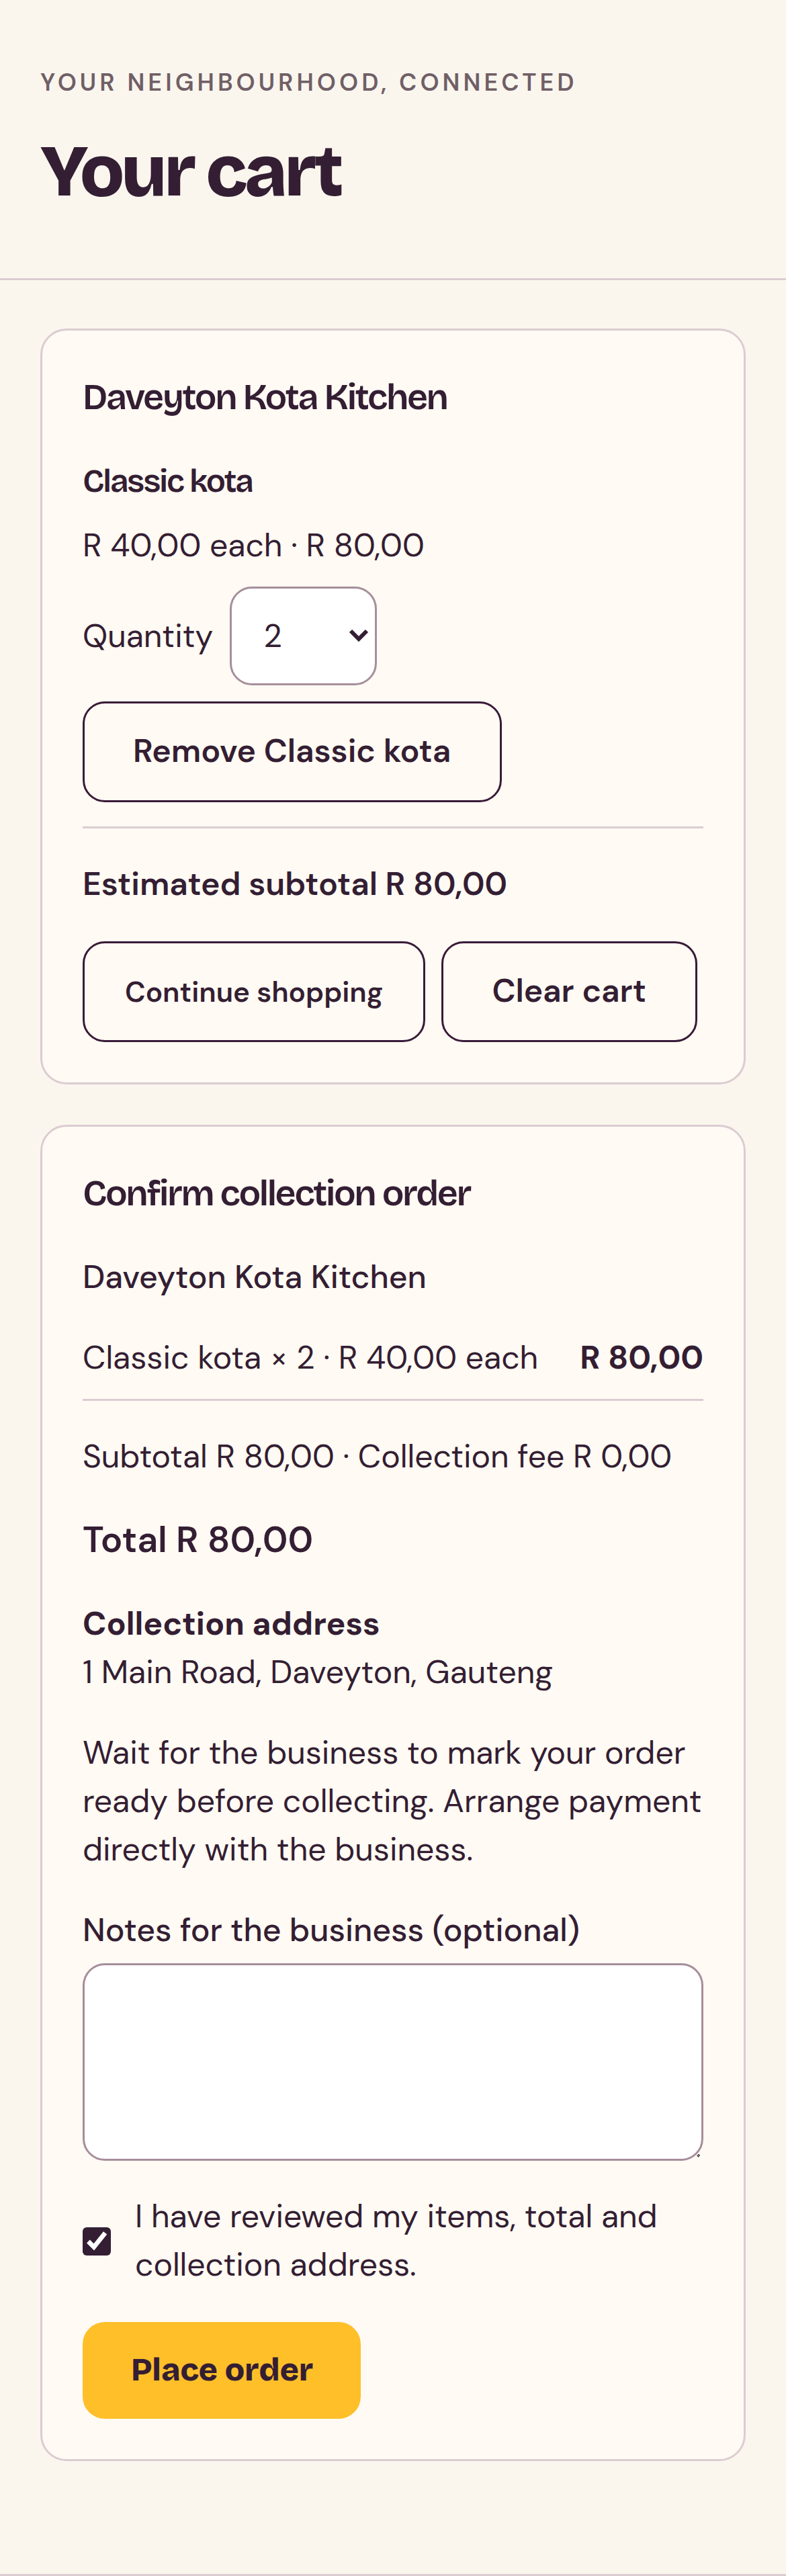 YOUR NEIGHBOURHOOD, CONNECTED
Your cart
Daveyton Kota Kitchen
Classic kota
R 40,00 each · R 80,00
Quantity 2
Remove Classic kota
Estimated subtotal R 80,00
Continue shopping Clear cart
Confirm collection order
Daveyton Kota Kitchen
Classic kota × 2 · R 40,00 each R 80,00
Subtotal R 80,00 · Collection fee R 0,00
Total R 80,00
Collection address
1 Main Road, Daveyton, Gauteng
Wait for the business to mark your order
ready before collecting. Arrange payment
directly with the business.
Notes for the business (optional)
I have reviewed my items, total and
collection address.
Place order